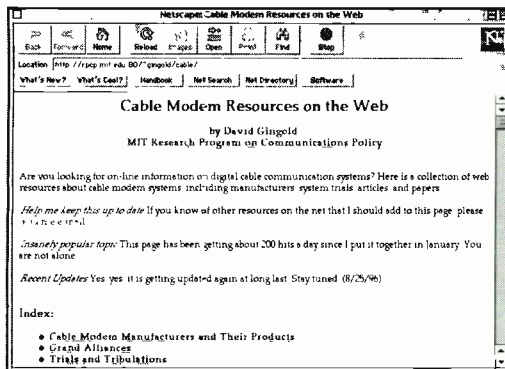 Netscape: Cable Modem Resources on the Web
Back Forward Home Reload Images Open Print Find Stop
Location http://rpcp.mit.edu:80/~gingold/cable/
What's New? What's Cool? Handbook Net Search Net Directory Software
Cable Modem Resources on the Web
by David Gingold
MIT Research Program on Communications Policy
Are you looking for on-line information on digital cable communication systems? Here is a collection of web
resources about cable modem systems including manufacturers system trials articles and papers
Help me keep this up to date If you know of other resources on the net that I should add to this page please
Insanely popular topic This page has been getting about 200 hits a day since I put it together in January You
are not alone
Recent Updates Yes yes it is getting updated again at long last Stay tuned (8/25/96)
Index:
• Cable Modem Manufacturers and Their Products
• Grand Alliances
• Trials and Tribulations